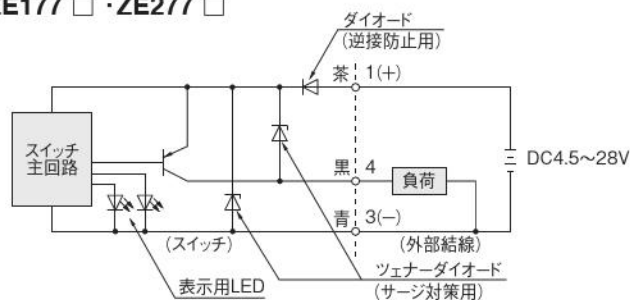 ZE177□・ZE277□
ダイオード
(逆接防止用)
茶 1(+)
スイッチ
主回路
DC4.5〜28V
黒 4
負荷
青 3(−)
(スイッチ)
(外部結線)
表示用LED
ツェナーダイオード
(サージ対策用)